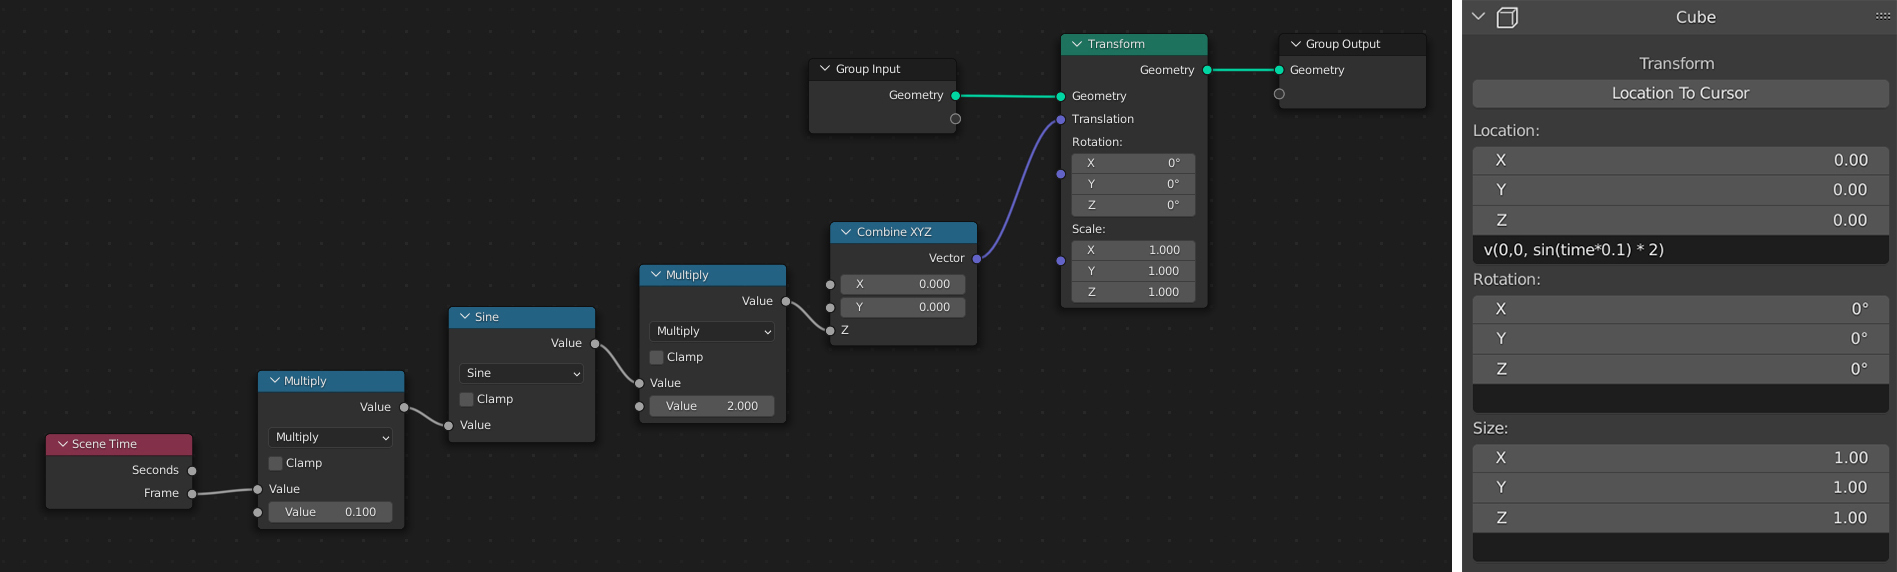 Scene Time
Seconds
Frame
Multiply
Value
Multiply
Clamp
Value
Value 0.100
Sine
Value
Sine
Clamp
Value
Multiply
Value
Multiply
Clamp
Value
Value 2.000
Combine XYZ
Vector
X 0.000
Y 0.000
Z
Group Input
Geometry
Transform
Geometry
Geometry
Translation
Rotation:
X 0°
Y 0°
Z 0°
Scale:
X 1.000
Y 1.000
Z 1.000
Group Output
Geometry
Cube
Transform
Location To Cursor
Location:
X 0.00
Y 0.00
Z 0.00
v(0,0, sin(time*0.1) * 2)
Rotation:
X 0°
Y 0°
Z 0°
Size:
X 1.00
Y 1.00
Z 1.00